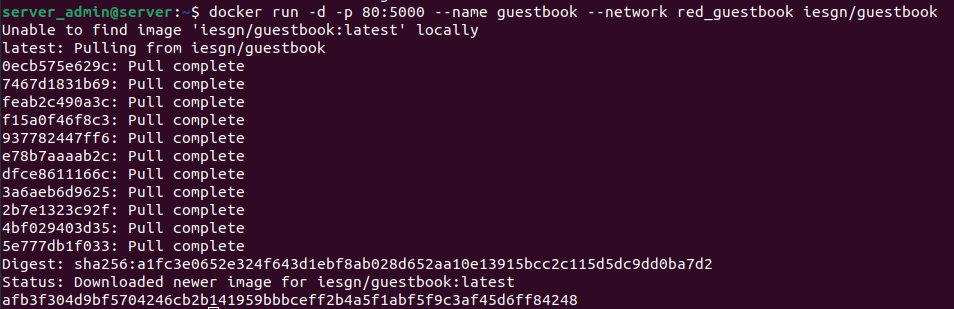 server_admin@server:~$ docker run -d -p 80:5000 --name guestbook --network red_guestbook iesgn/guestbook
Unable to find image 'iesgn/guestbook:latest' locally
latest: Pulling from iesgn/guestbook
0ecb575e629c: Pull complete
7467d1831b69: Pull complete
feab2c490a3c: Pull complete
f15a0f46f8c3: Pull complete
937782447ff6: Pull complete
e78b7aaaab2c: Pull complete
dfce8611166c: Pull complete
3a6aeb6d9625: Pull complete
2b7e1323c92f: Pull complete
4bf029403d35: Pull complete
5e777db1f033: Pull complete
Digest: sha256:a1fc3e0652e324f643d1ebf8ab028d652aa10e13915bcc2c115d5dc9dd0ba7d2
Status: Downloaded newer image for iesgn/guestbook:latest
afb3f304d9bf5704246cb2b141959bbbceff2b4a5f1abf5f9c3af45d6ff84248